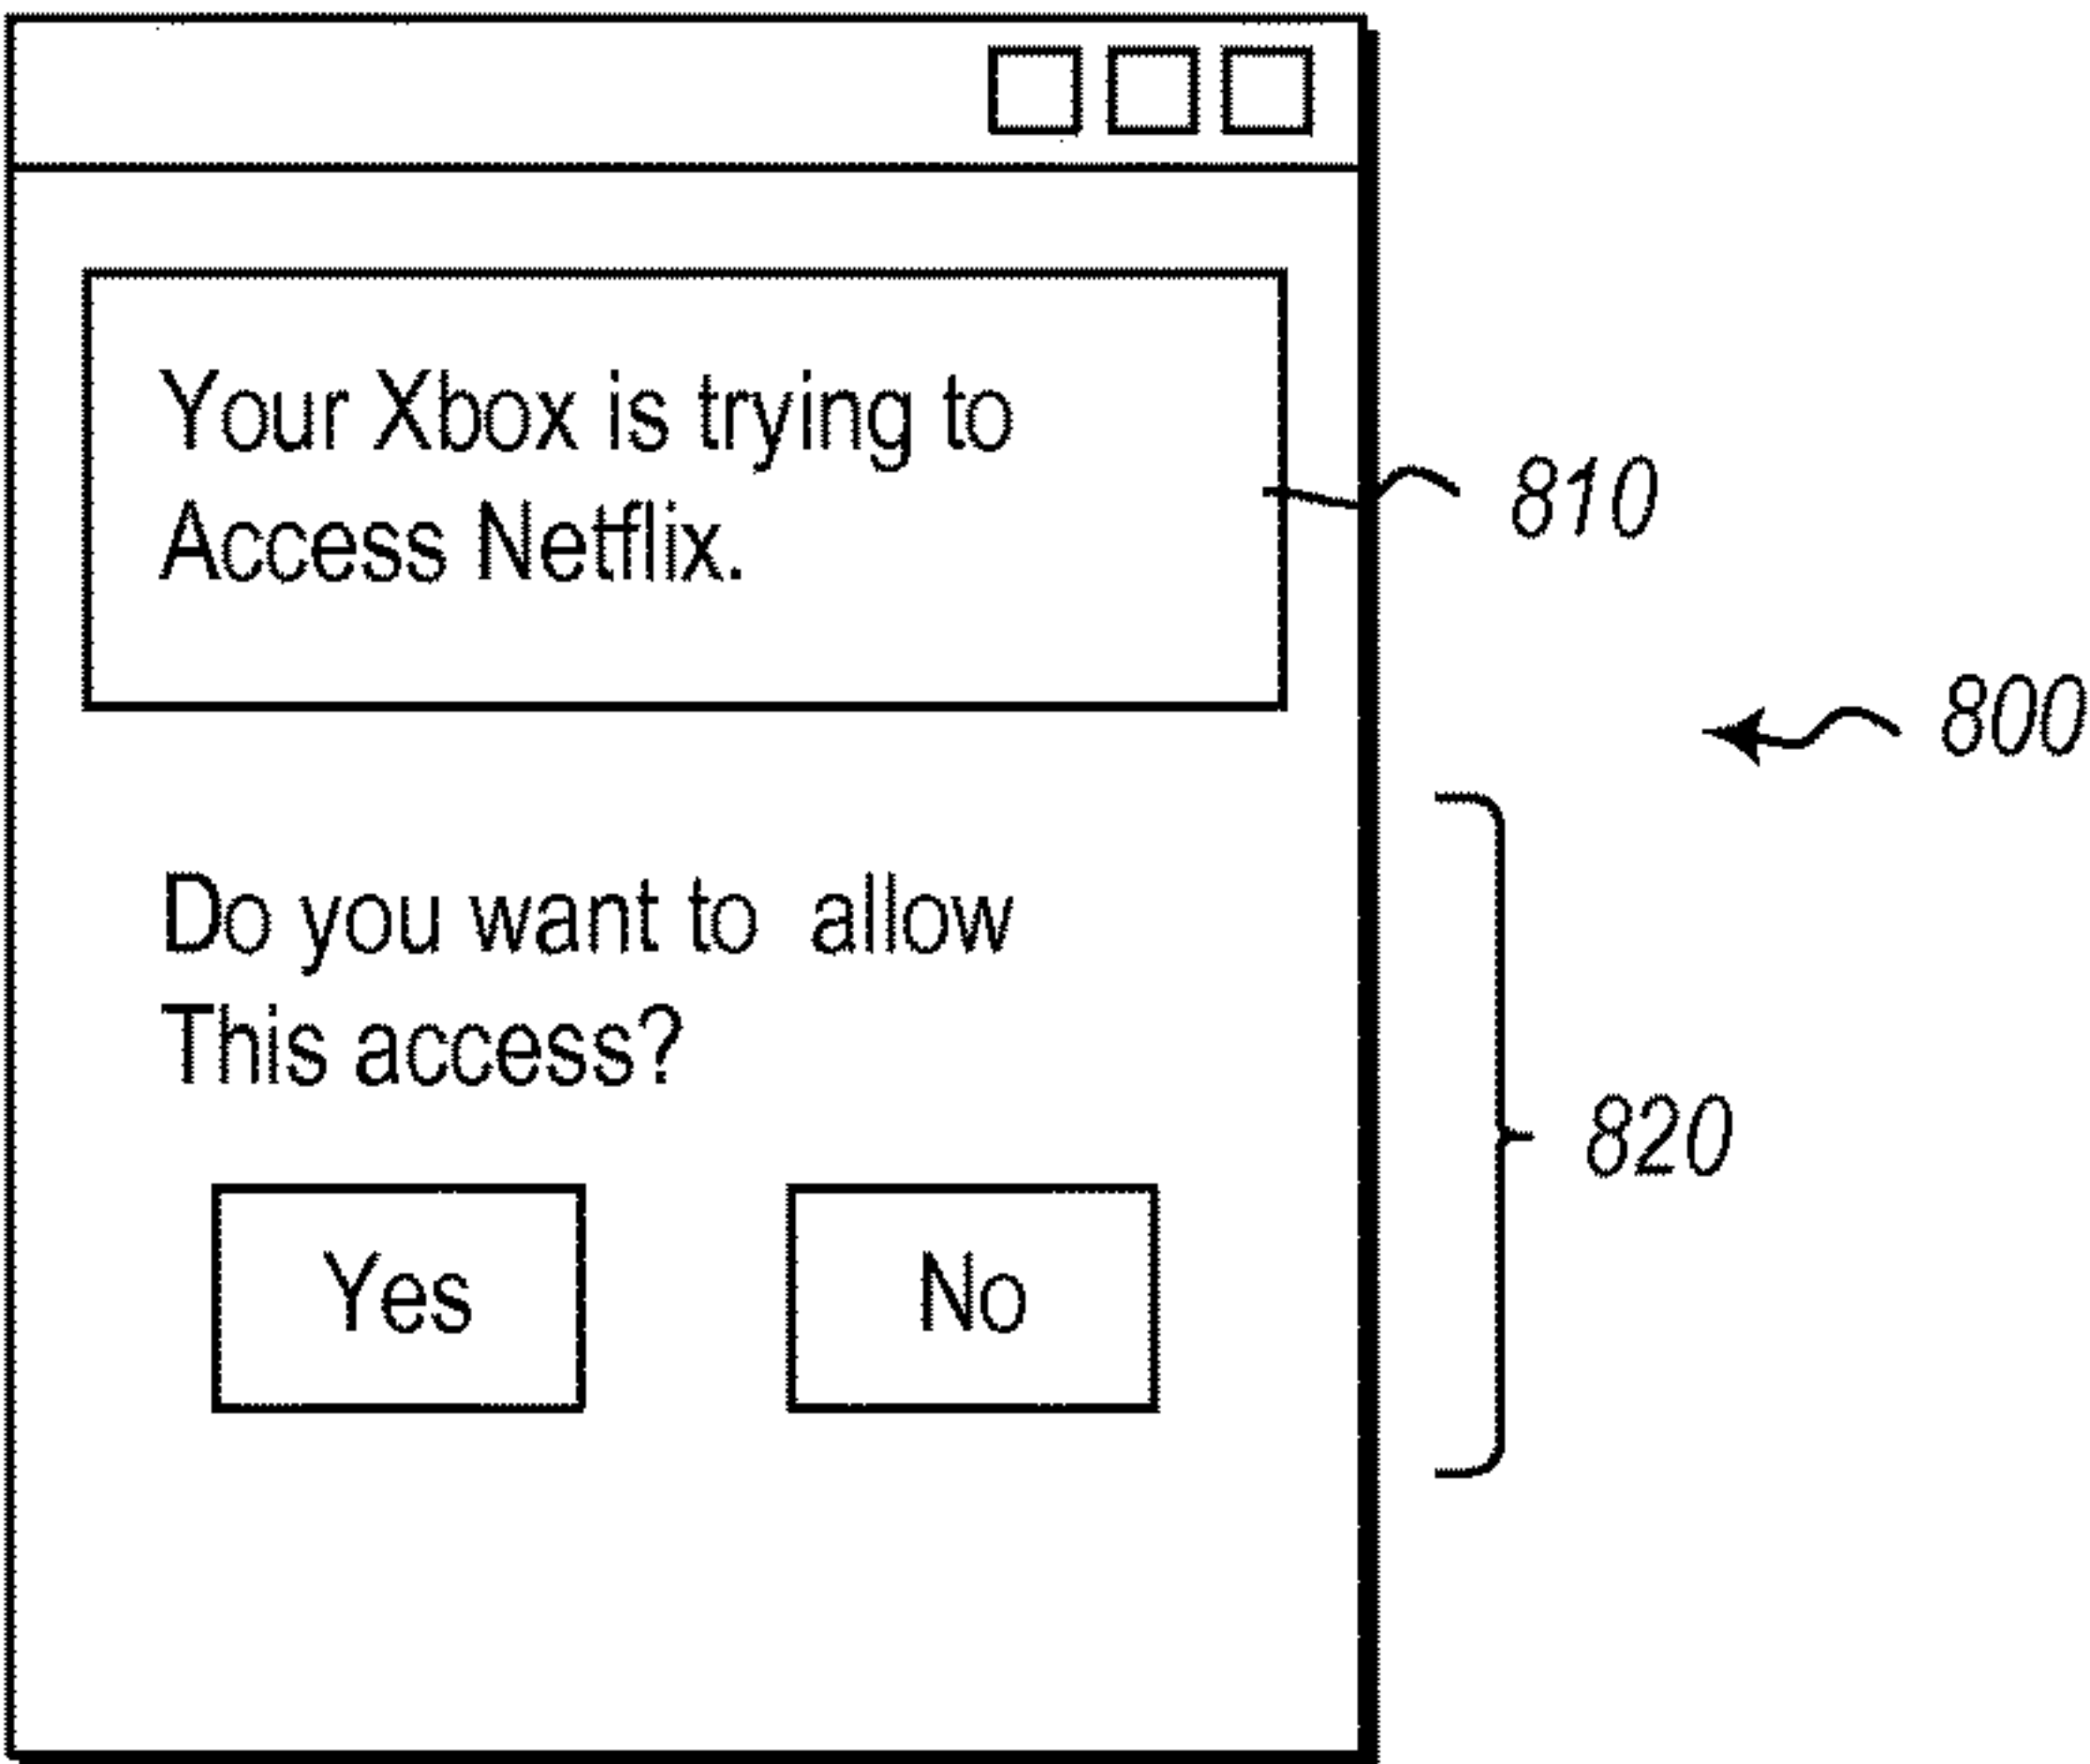 Your Xbox is trying to
Access Netflix.
810
800
Do you want to allow
This access?
820
Yes No